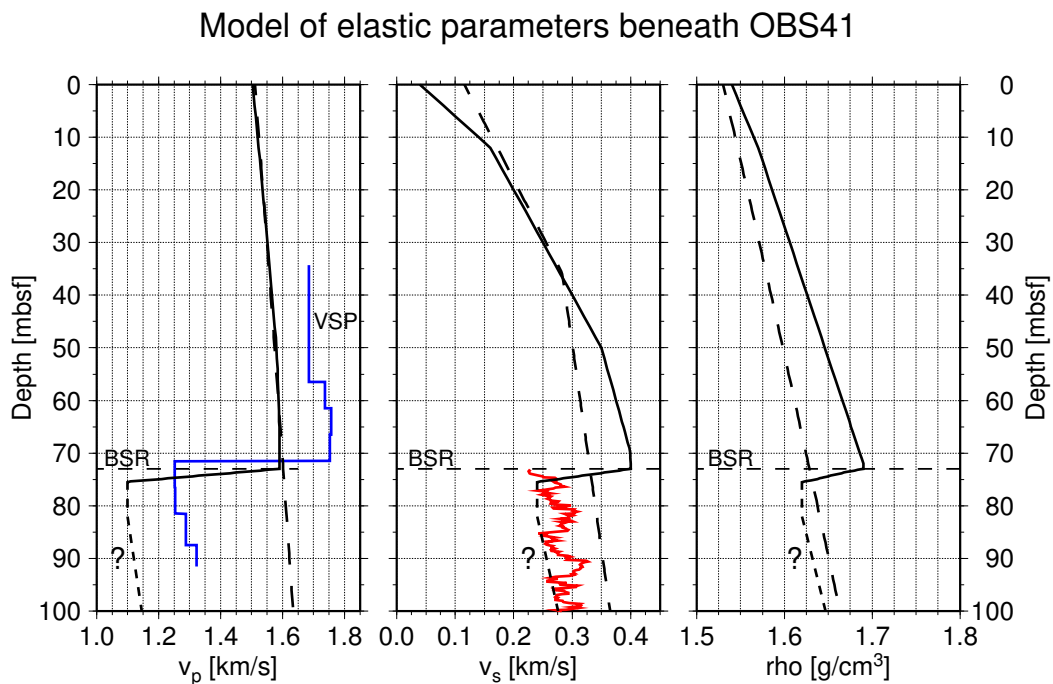 Model of elastic parameters beneath OBS41
0
10
20
30
40
50
60
70
80
90
100
Depth [mbsf]
1.0 1.2 1.4 1.6 1.8
v_p [km/s]
VSP
BSR
?
0.0 0.1 0.2 0.3 0.4
v_s [km/s]
BSR
?
1.5 1.6 1.7 1.8
rho [g/cm³]
BSR
?
0
10
20
30
40
50
60
70
80
90
100
Depth [mbsf]